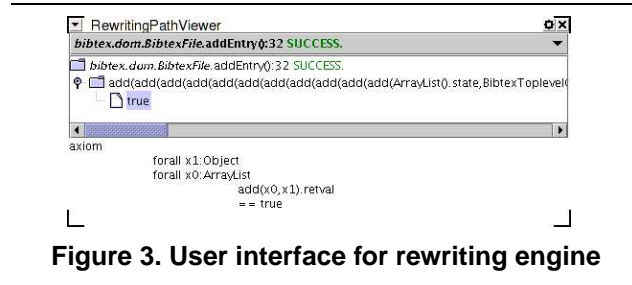 RewritingPathViewer
bibtex.dom.BibtexFile.addEntry():32 SUCCESS.
bibtex.dom.BibtexFile.addEntry():32 SUCCESS.
add(add(add(add(add(add(add(add(add(add(add(ArrayList().state,BibtexToplevel
true
axiom
forall x1:Object
forall x0:ArrayList
add(x0,x1).retval
== true
Figure 3. User interface for rewriting engine